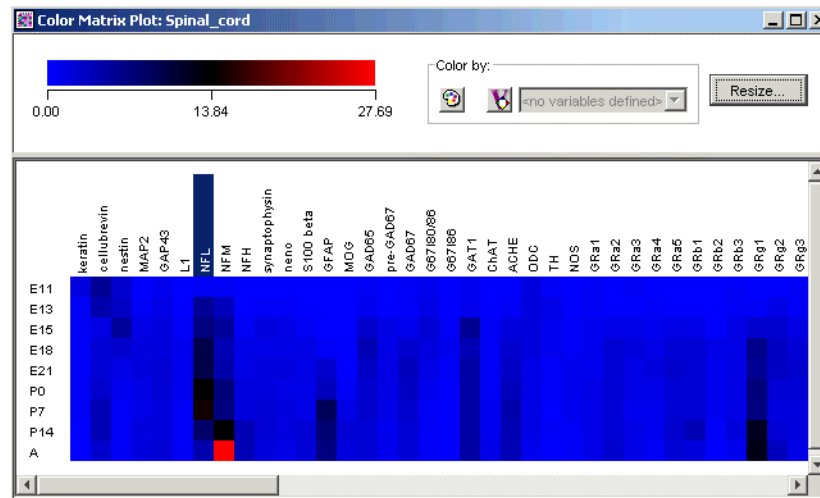 Color Matrix Plot: Spinal_cord
Color by:
<no variables defined>
Resize...
0.00 13.84 27.69
keratin
cellubrevin
nestin
MAP2
GAP43
L1
NFL
NFM
NFH
synaptophysin
neno
S100 beta
GFAP
MOG
GAD65
pre-GAD67
GAD67
G67I80/86
G67I86
GAT1
ChAT
ACHE
ODC
TH
NOS
GRa1
GRa2
GRa3
GRa4
GRa5
GRb1
GRb2
GRb3
GRg1
GRg2
GRg3
E11
E13
E15
E18
E21
P0
P7
P14
A